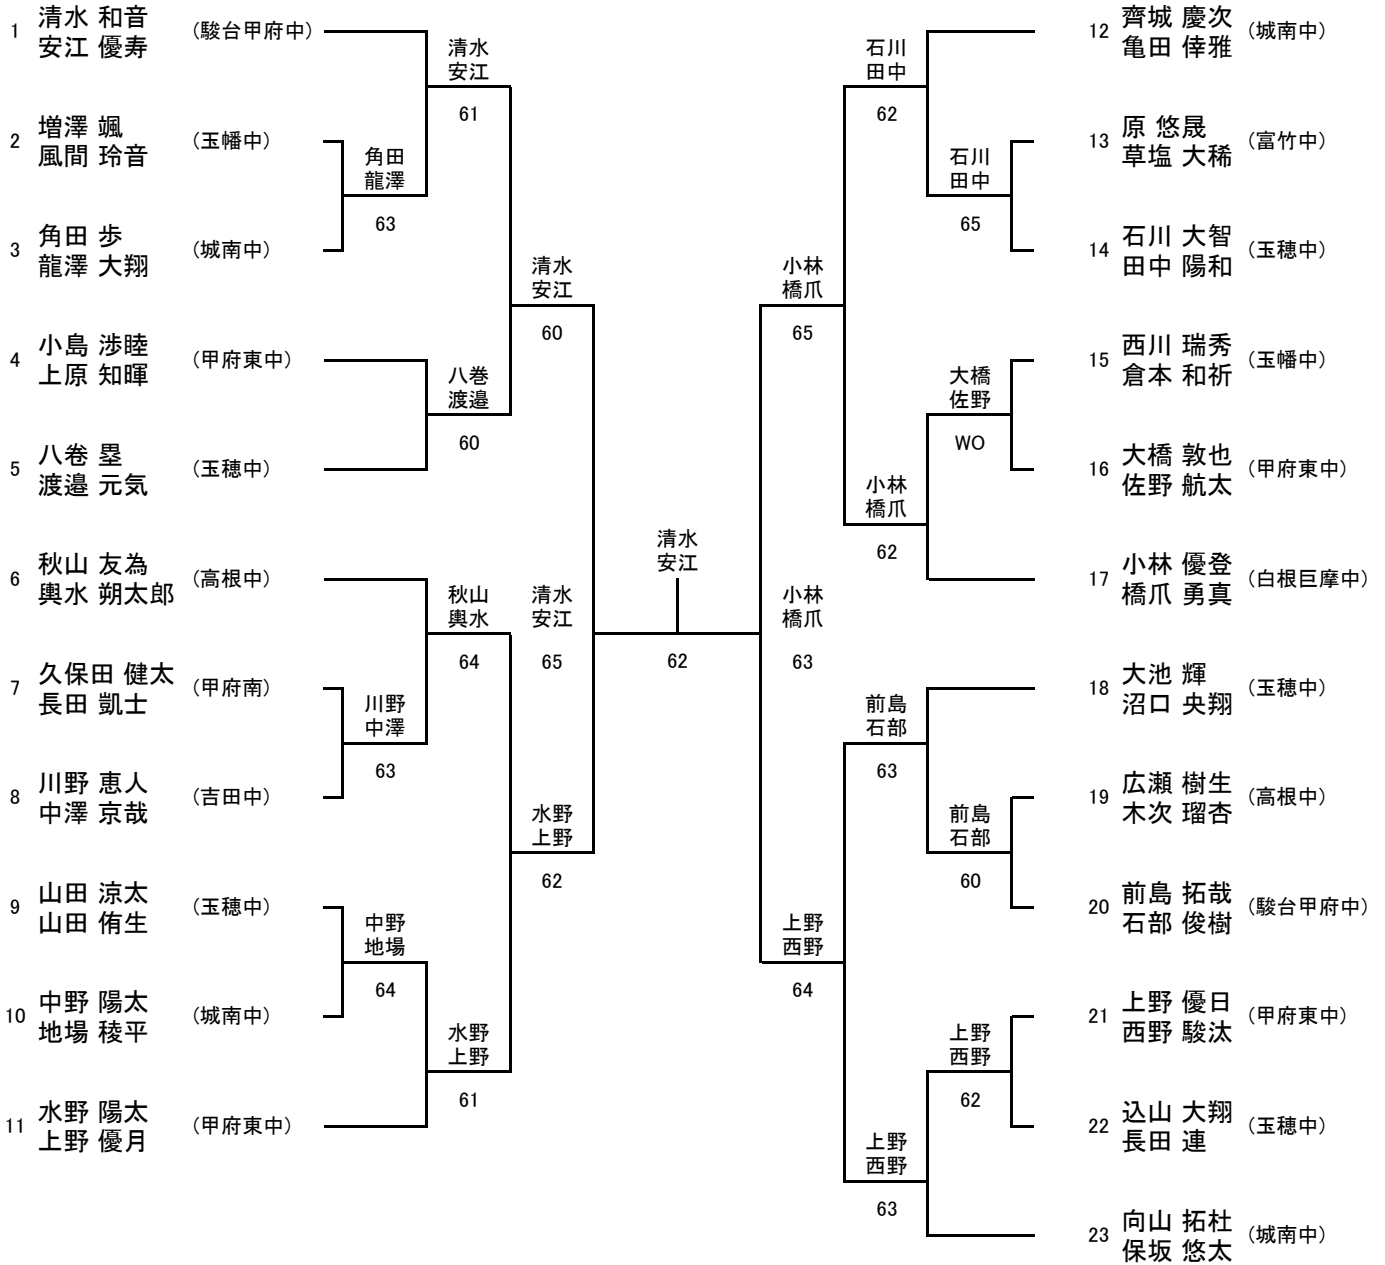 1 清水 和音 (駿台甲府中)
安江 優寿
2 増澤 颯 (玉幡中)
風間 玲音
3 角田 歩 (城南中)
龍澤 大翔
4 小島 渉睦 (甲府東中)
上原 知暉
5 八巻 塁 (玉穂中)
渡邉 元気
6 秋山 友為 (高根中)
輿水 朔太郎
7 久保田 健太 (甲府南)
長田 凱士
8 川野 恵人 (吉田中)
中澤 京哉
9 山田 涼太 (玉穂中)
山田 侑生
10 中野 陽太 (城南中)
地場 稜平
11 水野 陽太 (甲府東中)
上野 優月
角田
龍澤
63
川野
中澤
63
中野
地場
64
清水
安江
61
八巻
渡邉
60
秋山
輿水
64
水野
上野
61
清水
安江
60
水野
上野
62
清水
安江
65
清水
安江
62
小林
橋爪
63
小林
橋爪
65
上野
西野
64
石川
田中
62
小林
橋爪
62
前島
石部
63
上野
西野
63
石川
田中
65
大橋
佐野
WO
前島
石部
60
上野
西野
62
12 齊城 慶次 (城南中)
亀田 倖雅
13 原 悠晟 (富竹中)
草塩 大稀
14 石川 大智 (玉穂中)
田中 陽和
15 西川 瑞秀 (玉幡中)
倉本 和祈
16 大橋 敦也 (甲府東中)
佐野 航太
17 小林 優登 (白根巨摩中)
橋爪 勇真
18 大池 輝 (玉穂中)
沼口 央翔
19 広瀬 樹生 (高根中)
木次 瑠杏
20 前島 拓哉 (駿台甲府中)
石部 俊樹
21 上野 優日 (甲府東中)
西野 駿汰
22 込山 大翔 (玉穂中)
長田 連
23 向山 拓杜 (城南中)
保坂 悠太